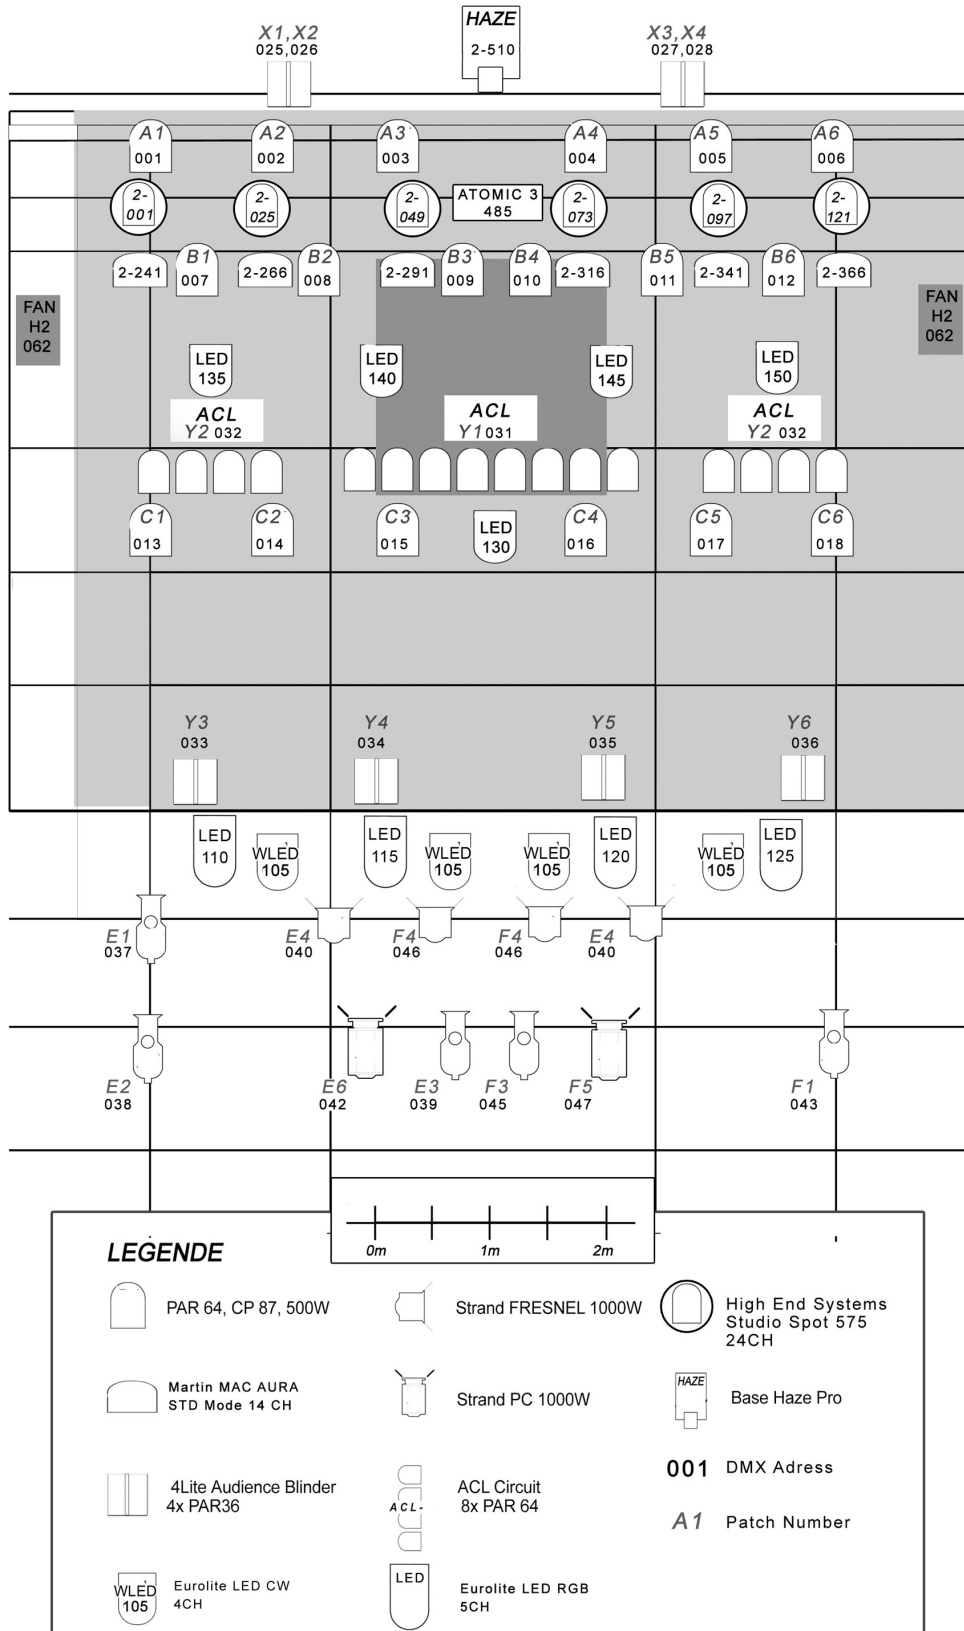 HAZE
2-510
X1,X2
025,026
X3,X4
027,028
A1
001
A2
002
A3
003
A4
004
A5
005
A6
006
2-
001
2-
025
2-
049
ATOMIC 3
485
2-
073
2-
097
2-
121
2-241
B1
007
2-266
B2
008
2-291
B3
009
B4
010
2-316
B5
011
2-341
B6
012
2-366
FAN
H2
062
FAN
H2
062
LED
135
LED
140
LED
145
LED
150
ACL
Y2 032
ACL
Y1 031
ACL
Y2 032
C1
013
C2
014
C3
015
LED
130
C4
016
C5
017
C6
018
Y3
033
Y4
034
Y5
035
Y6
036
LED
110
WLED
105
LED
115
WLED
105
WLED
105
LED
120
WLED
105
LED
125
E1
037
E4
040
F4
046
F4
046
E4
040
E2
038
E6
042
E3
039
F3
045
F5
047
F1
043
0m 1m 2m
LEGENDE
PAR 64, CP 87, 500W
Strand FRESNEL 1000W
High End Systems
Studio Spot 575
24CH
Martin MAC AURA
STD Mode 14 CH
Strand PC 1000W
HAZE
Base Haze Pro
4Lite Audience Blinder
4x PAR36
ACL-
ACL Circuit
8x PAR 64
001 DMX Adress
A1 Patch Number
WLED
105
Eurolite LED CW
4CH
LED
Eurolite LED RGB
5CH